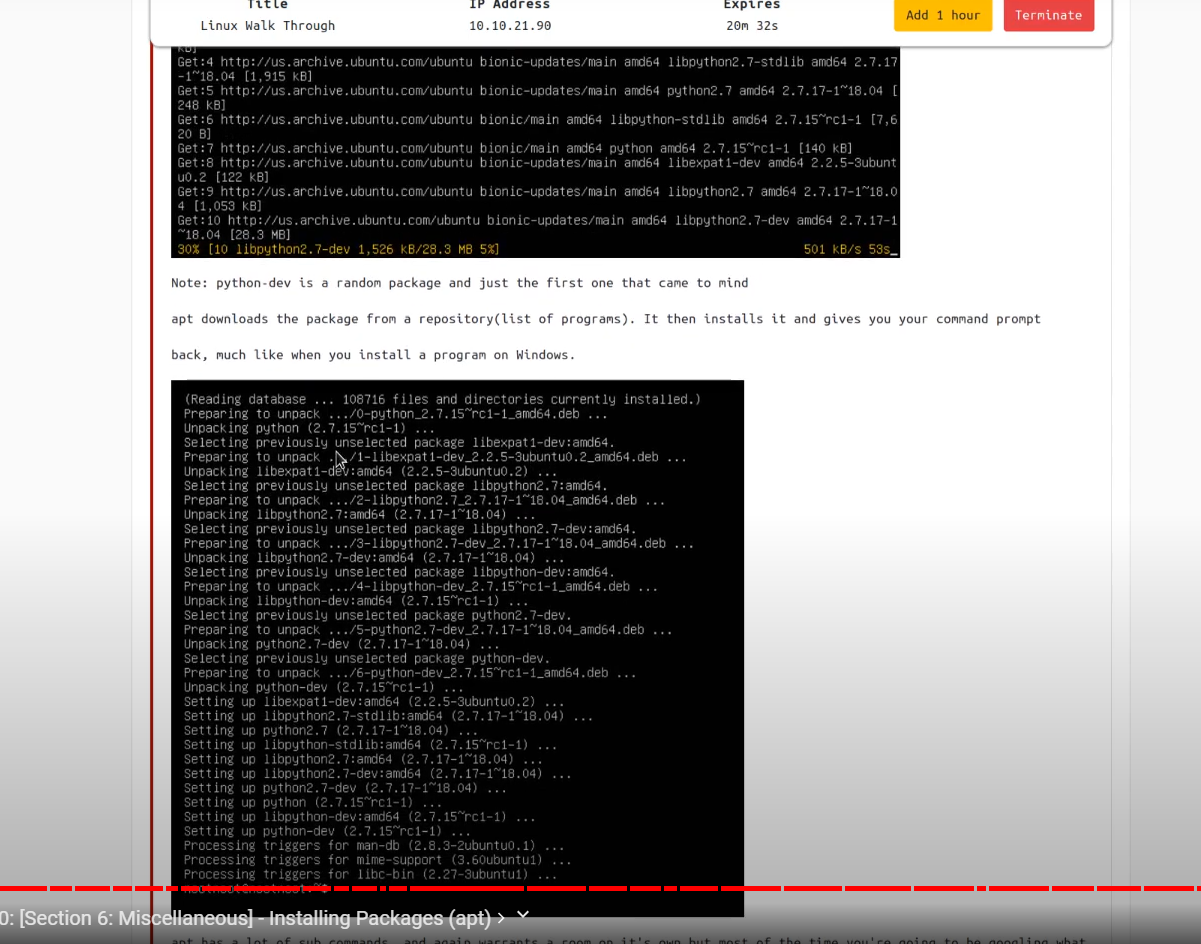 Title IP Address Expires
Linux Walk Through 10.10.21.90 20m 32s
Add 1 hour Terminate
kB]
Get:4 http://us.archive.ubuntu.com/ubuntu bionic-updates/main amd64 libpython2.7-stdlib amd64 2.7.17
-1~18.04 [1,915 kB]
Get:5 http://us.archive.ubuntu.com/ubuntu bionic-updates/main amd64 python2.7 amd64 2.7.17-1~18.04 [
248 kB]
Get:6 http://us.archive.ubuntu.com/ubuntu bionic/main amd64 libpython-stdlib amd64 2.7.15~rc1-1 [7,6
20 B]
Get:7 http://us.archive.ubuntu.com/ubuntu bionic/main amd64 python amd64 2.7.15~rc1-1 [140 kB]
Get:8 http://us.archive.ubuntu.com/ubuntu bionic-updates/main amd64 libexpat1-dev amd64 2.2.5-3ubunt
u0.2 [122 kB]
Get:9 http://us.archive.ubuntu.com/ubuntu bionic-updates/main amd64 libpython2.7 amd64 2.7.17-1~18.0
4 [1,053 kB]
Get:10 http://us.archive.ubuntu.com/ubuntu bionic-updates/main amd64 libpython2.7-dev amd64 2.7.17-1
~18.04 [28.3 MB]
30% [10 libpython2.7-dev 1,526 kB/28.3 MB 5%] 501 kB/s 53s_
Note: python-dev is a random package and just the first one that came to mind
apt downloads the package from a repository(list of programs). It then installs it and gives you your command prompt
back, much like when you install a program on Windows.
(Reading database ... 108716 files and directories currently installed.)
Preparing to unpack .../0-python_2.7.15~rc1-1_amd64.deb ...
Unpacking python (2.7.15~rc1-1) ...
Selecting previously unselected package libexpat1-dev:amd64.
Preparing to unpack .../1-libexpat1-dev_2.2.5-3ubuntu0.2_amd64.deb ...
Unpacking libexpat1-dev:amd64 (2.2.5-3ubuntu0.2) ...
Selecting previously unselected package libpython2.7:amd64.
Preparing to unpack .../2-libpython2.7_2.7.17-1~18.04_amd64.deb ...
Unpacking libpython2.7:amd64 (2.7.17-1~18.04) ...
Selecting previously unselected package libpython2.7-dev:amd64.
Preparing to unpack .../3-libpython2.7-dev_2.7.17-1~18.04_amd64.deb ...
Unpacking libpython2.7-dev:amd64 (2.7.17-1~18.04) ...
Selecting previously unselected package libpython-dev:amd64.
Preparing to unpack .../4-libpython-dev_2.7.15~rc1-1_amd64.deb ...
Unpacking libpython-dev:amd64 (2.7.15~rc1-1) ...
Selecting previously unselected package python2.7-dev.
Preparing to unpack .../5-python2.7-dev_2.7.17-1~18.04_amd64.deb ...
Unpacking python2.7-dev (2.7.17-1~18.04) ...
Selecting previously unselected package python-dev.
Preparing to unpack .../6-python-dev_2.7.15~rc1-1_amd64.deb ...
Unpacking python-dev (2.7.15~rc1-1) ...
Setting up libexpat1-dev:amd64 (2.2.5-3ubuntu0.2) ...
Setting up libpython2.7-stdlib:amd64 (2.7.17-1~18.04) ...
Setting up python2.7 (2.7.17-1~18.04) ...
Setting up libpython-stdlib:amd64 (2.7.15~rc1-1) ...
Setting up libpython2.7:amd64 (2.7.17-1~18.04) ...
Setting up libpython2.7-dev:amd64 (2.7.17-1~18.04) ...
Setting up python2.7-dev (2.7.17-1~18.04) ...
Setting up python (2.7.15~rc1-1) ...
Setting up libpython-dev:amd64 (2.7.15~rc1-1) ...
Setting up python-dev (2.7.15~rc1-1) ...
Processing triggers for man-db (2.8.3-2ubuntu0.1) ...
Processing triggers for mime-support (3.60ubuntu1) ...
Processing triggers for libc-bin (2.27-3ubuntu1) ...
0: [Section 6: Miscellaneous] - Installing Packages (apt) ›
apt has a lot of sub commands, and again warrants a room on it's own but most of the time you're going to be googling what